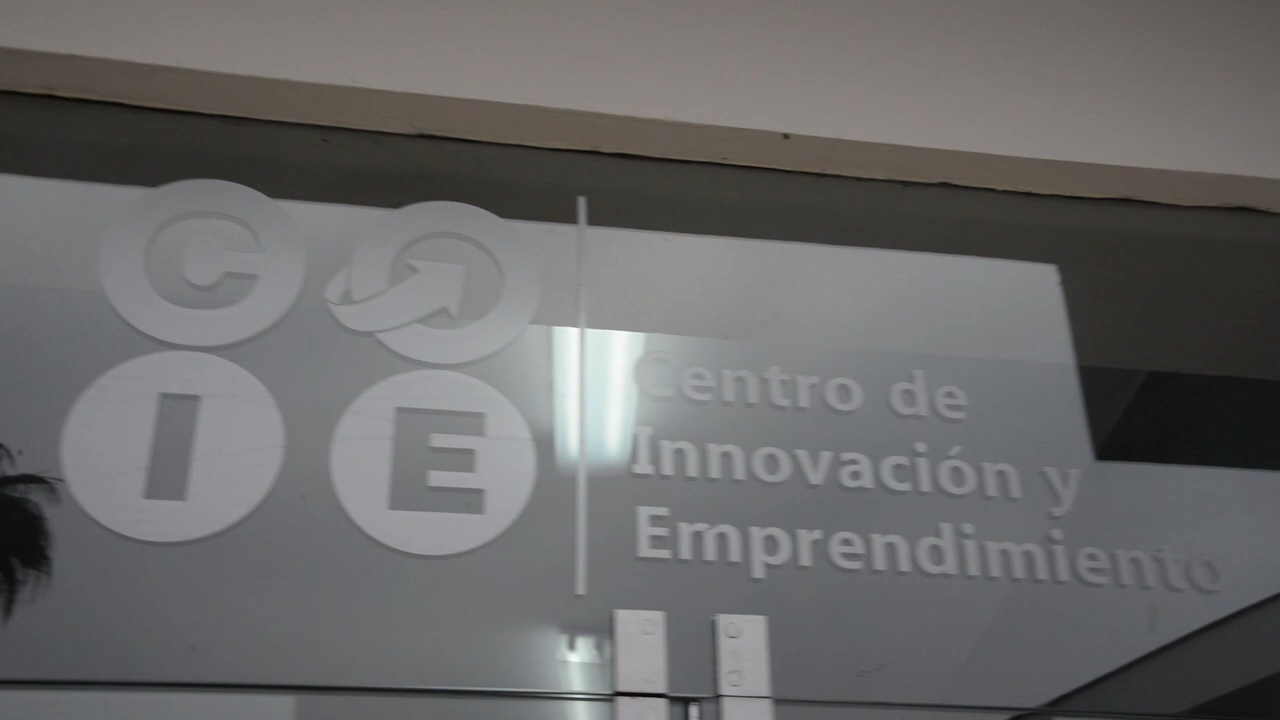 C
I E
Centro de
Innovación y
Emprendimiento